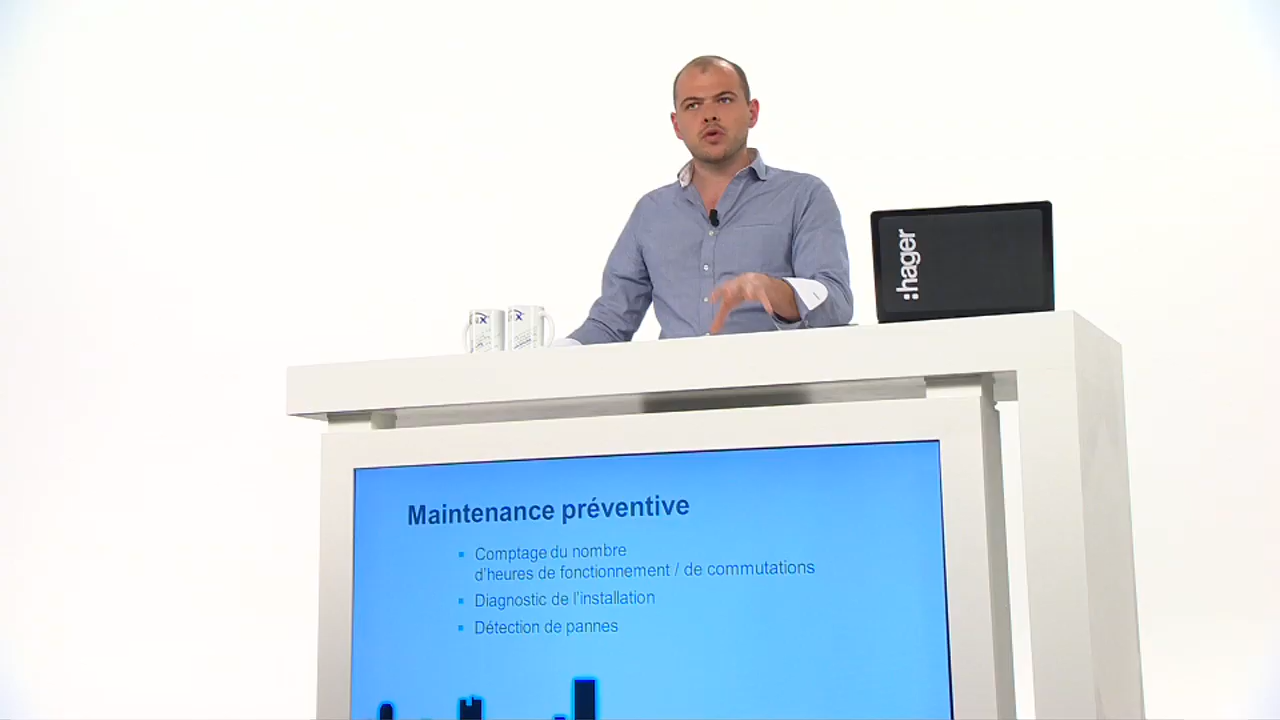 :hager
Maintenance préventive
Comptage du nombre
d'heures de fonctionnement / de commutations
Diagnostic de l'installation
Détection de pannes